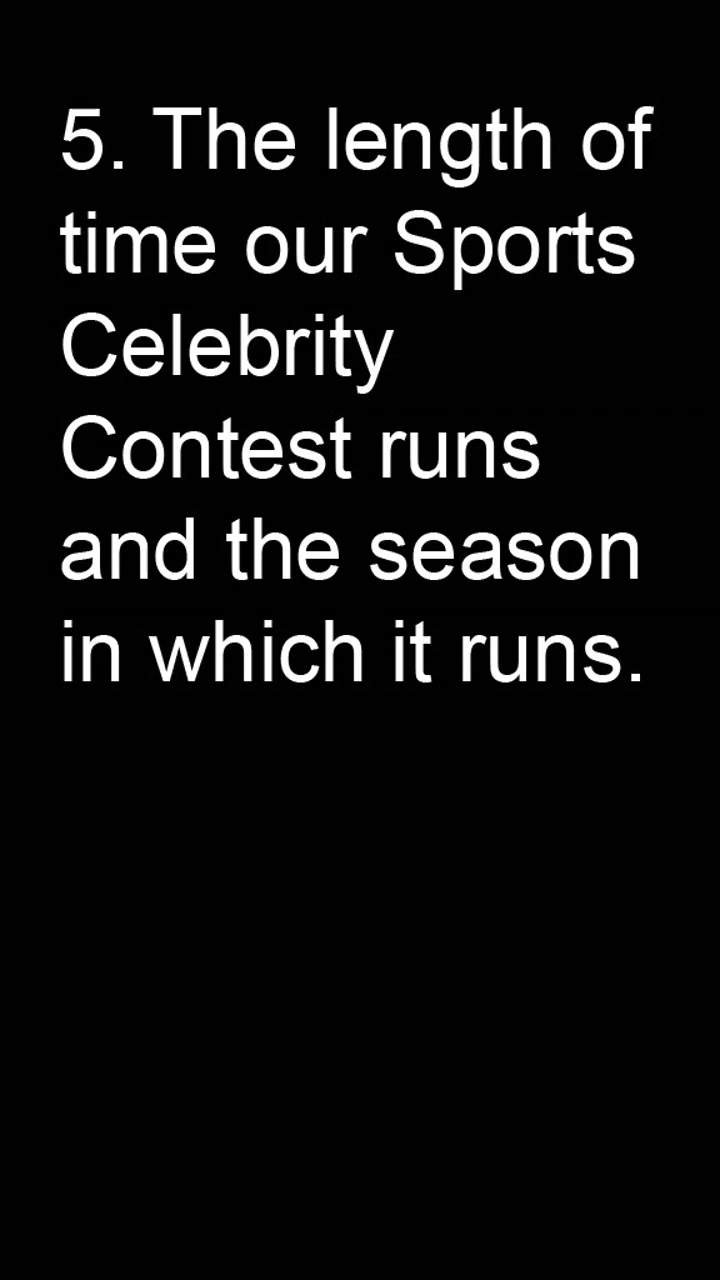 5. The length of
time our Sports
Celebrity
Contest runs
and the season
in which it runs.